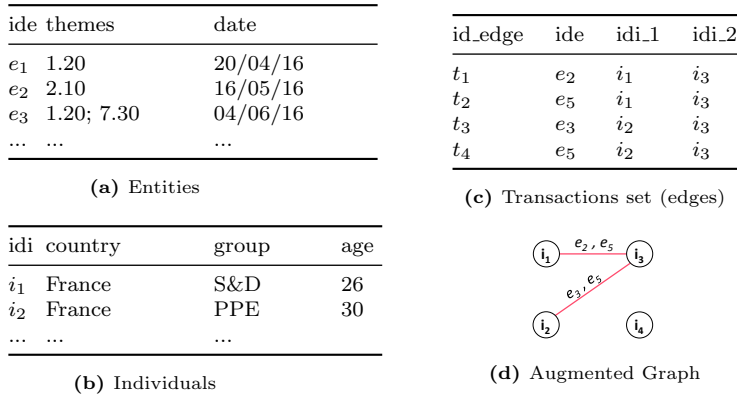 ide themes date
e1 1.20 20/04/16
e2 2.10 16/05/16
e3 1.20; 7.30 04/06/16
... ... ...
(a) Entities
idi country group age
i1 France S&D 26
i2 France PPE 30
... ... ...
(b) Individuals
id_edge ide idi_1 idi_2
t1 e2 i1 i3
t2 e5 i1 i3
t3 e3 i2 i3
t4 e5 i2 i3
(c) Transactions set (edges)
i1 e2 , e5 i3
e3, e5
i2 i4
(d) Augmented Graph